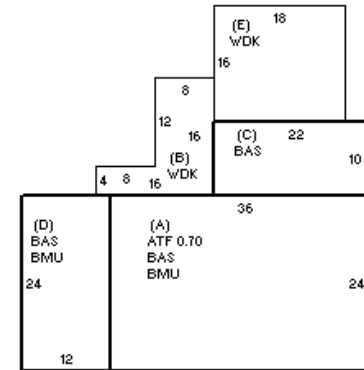 18
(E)
WDK
16
8
12
16
(B)
WDK
(C)
BAS
22
10
4
8
16
36
(D)
BAS
BMU
24
12
(A)
ATF 0.70
BAS
BMU
24